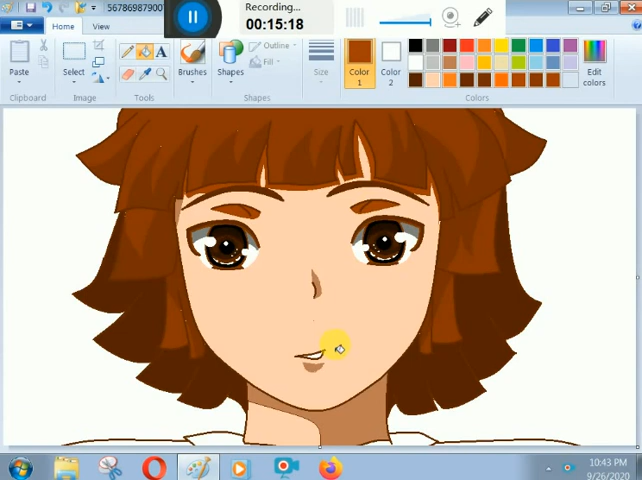 Recording...
00:15:18
56786987900
Home
View
Paste
Select
Brushes
Shapes
Outline
Fill
Size
Color
1
Color
2
Edit
colors
Clipboard
Image
Tools
Shapes
Colors
10:43 PM
9/26/2020